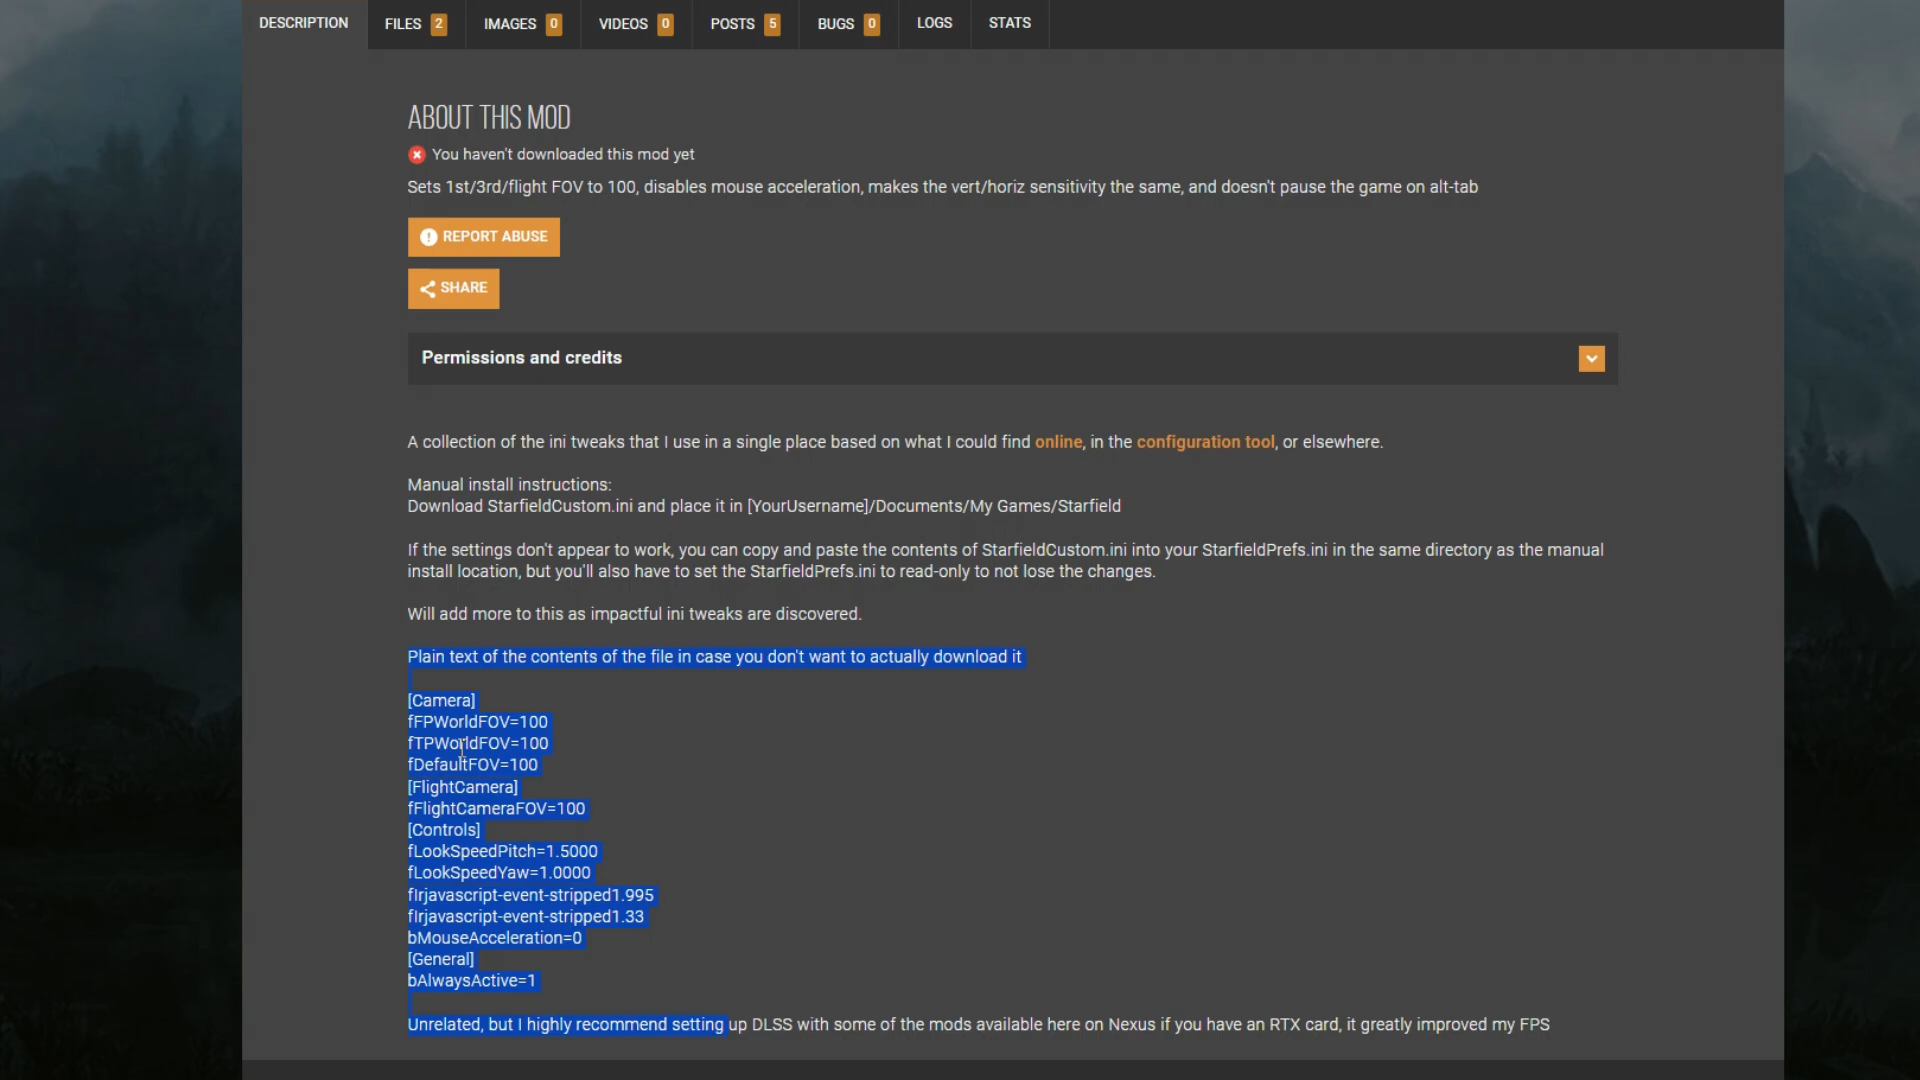 DESCRIPTION FILES 2 IMAGES 0 VIDEOS 0 POSTS 5 BUGS 0 LOGS STATS
ABOUT THIS MOD
You haven't downloaded this mod yet
Sets 1st/3rd/flight FOV to 100, disables mouse acceleration, makes the vert/horiz sensitivity the same, and doesn't pause the game on alt-tab
REPORT ABUSE
SHARE
Permissions and credits
A collection of the ini tweaks that I use in a single place based on what I could find online, in the configuration tool, or elsewhere.
Manual install instructions:
Download StarfieldCustom.ini and place it in [YourUsername]/Documents/My Games/Starfield
If the settings don't appear to work, you can copy and paste the contents of StarfieldCustom.ini into your StarfieldPrefs.ini in the same directory as the manual
install location, but you'll also have to set the StarfieldPrefs.ini to read-only to not lose the changes.
Will add more to this as impactful ini tweaks are discovered.
Plain text of the contents of the file in case you don't want to actually download it
[Camera]
fFPWorldFOV=100
fTPWorldFOV=100
fDefaultFOV=100
[FlightCamera]
fFlightCameraFOV=100
[Controls]
fLookSpeedPitch=1.5000
fLookSpeedYaw=1.0000
fIrjavascript-event-stripped1.995
fIrjavascript-event-stripped1.33
bMouseAcceleration=0
[General]
bAlwaysActive=1
Unrelated, but I highly recommend setting up DLSS with some of the mods available here on Nexus if you have an RTX card, it greatly improved my FPS